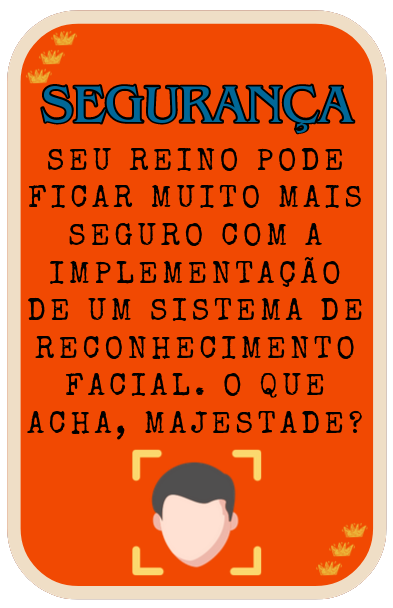 SEGURANÇA
SEU REINO PODE
FICAR MUITO MAIS
SEGURO COM A
IMPLEMENTAÇÃO
DE UM SISTEMA DE
RECONHECIMENTO
FACIAL. O QUE
ACHA, MAJESTADE?